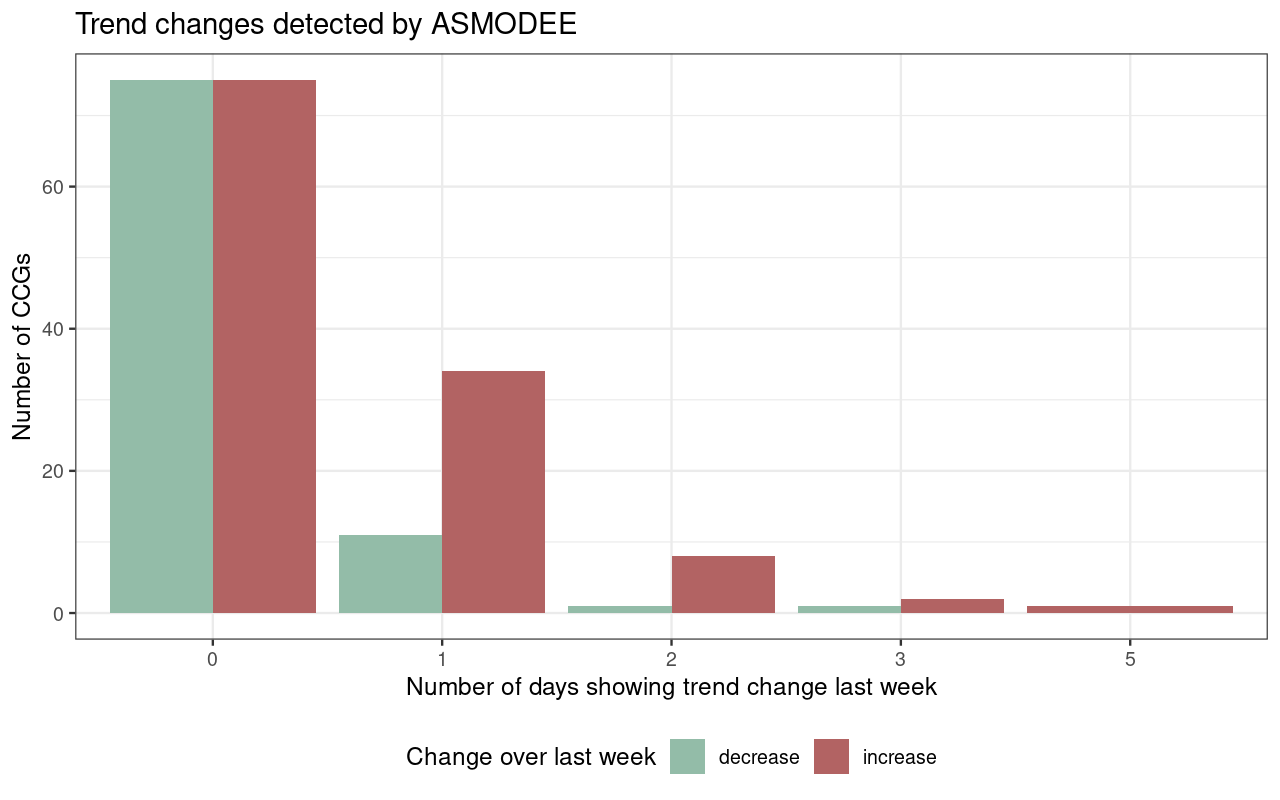 Trend changes detected by ASMODEE
Number of CCGs
60
40
20
0
0 1 2 3 5
Number of days showing trend change last week
Change over last week decrease increase